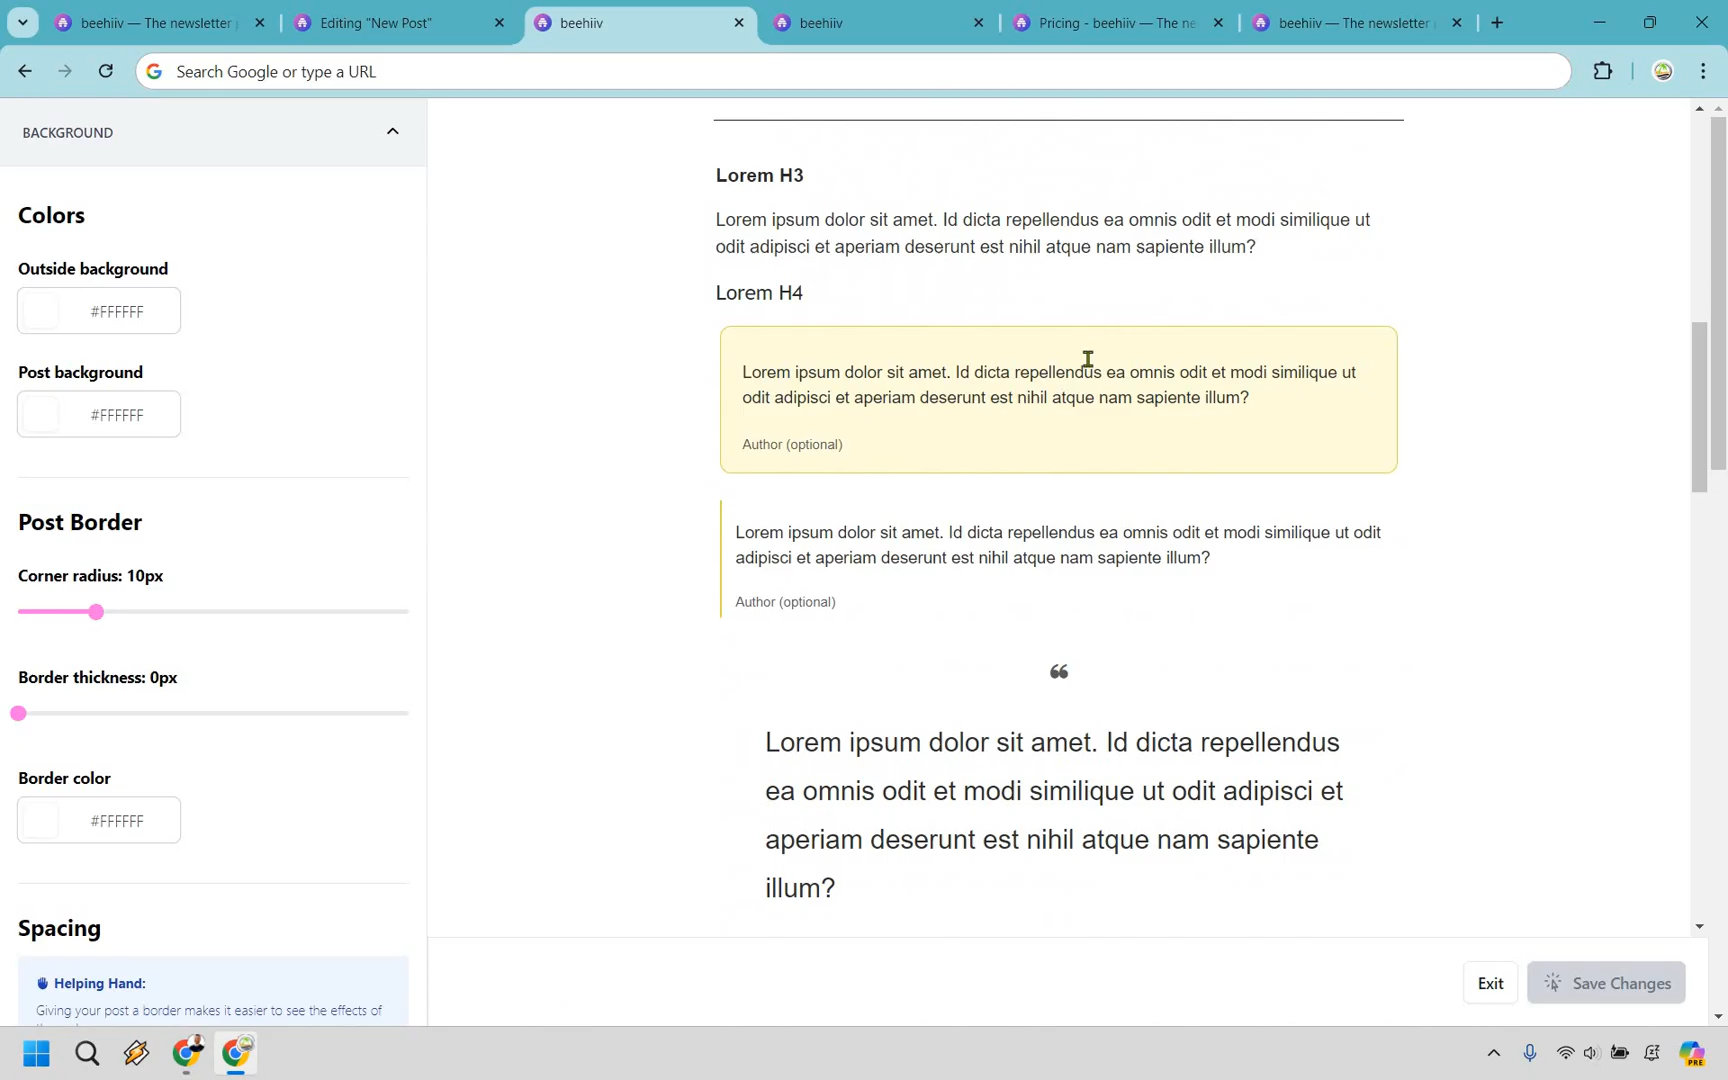 beehiiv — The newsletter
Editing "New Post"
beehiiv
beehiiv
Pricing - beehiiv — The ne
beehiiv — The newsletter
Search Google or type a URL
BACKGROUND
Colors
Outside background
#FFFFFF
Post background
#FFFFFF
Post Border
Corner radius: 10px
Border thickness: 0px
Border color
#FFFFFF
Spacing
Helping Hand:
Giving your post a border makes it easier to see the effects of
Lorem H3
Lorem ipsum dolor sit amet. Id dicta repellendus ea omnis odit et modi similique ut
odit adipisci et aperiam deserunt est nihil atque nam sapiente illum?
Lorem H4
Lorem ipsum dolor sit amet. Id dicta repellendus ea omnis odit et modi similique ut
odit adipisci et aperiam deserunt est nihil atque nam sapiente illum?
Author (optional)
Lorem ipsum dolor sit amet. Id dicta repellendus ea omnis odit et modi similique ut odit
adipisci et aperiam deserunt est nihil atque nam sapiente illum?
Author (optional)
❝
Lorem ipsum dolor sit amet. Id dicta repellendus
ea omnis odit et modi similique ut odit adipisci et
aperiam deserunt est nihil atque nam sapiente
illum?
Exit
Save Changes
PRE